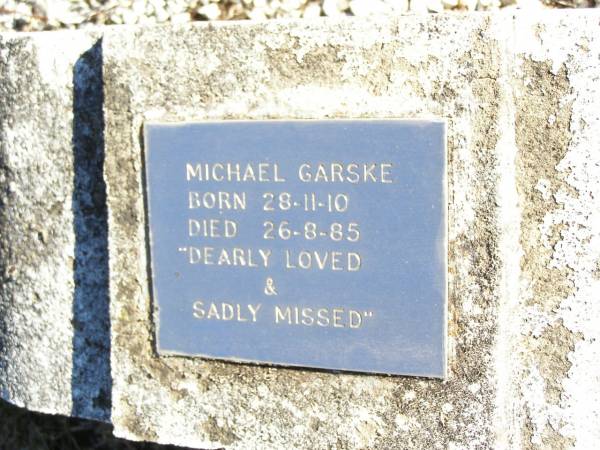 MICHAEL GARSKE
BORN 28-11-10
DIED 26-8-85
"DEARLY LOVED
&
SADLY MISSED"